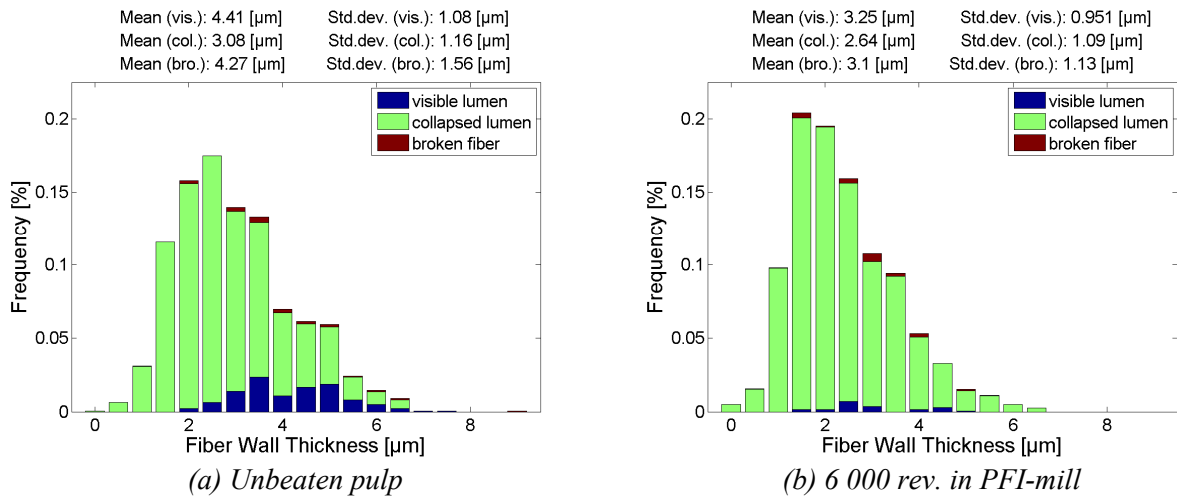 Mean (vis.): 4.41 [µm] Std.dev. (vis.): 1.08 [µm]
Mean (col.): 3.08 [µm] Std.dev. (col.): 1.16 [µm]
Mean (bro.): 4.27 [µm] Std.dev. (bro.): 1.56 [µm]
visible lumen
collapsed lumen
broken fiber
0.2
0.15
0.1
0.05
0
Frequency [%]
0 2 4 6 8
Fiber Wall Thickness [µm]
(a) Unbeaten pulp
Mean (vis.): 3.25 [µm] Std.dev. (vis.): 0.951 [µm]
Mean (col.): 2.64 [µm] Std.dev. (col.): 1.09 [µm]
Mean (bro.): 3.1 [µm] Std.dev. (bro.): 1.13 [µm]
visible lumen
collapsed lumen
broken fiber
0.2
0.15
0.1
0.05
0
Frequency [%]
0 2 4 6 8
Fiber Wall Thickness [µm]
(b) 6 000 rev. in PFI-mill